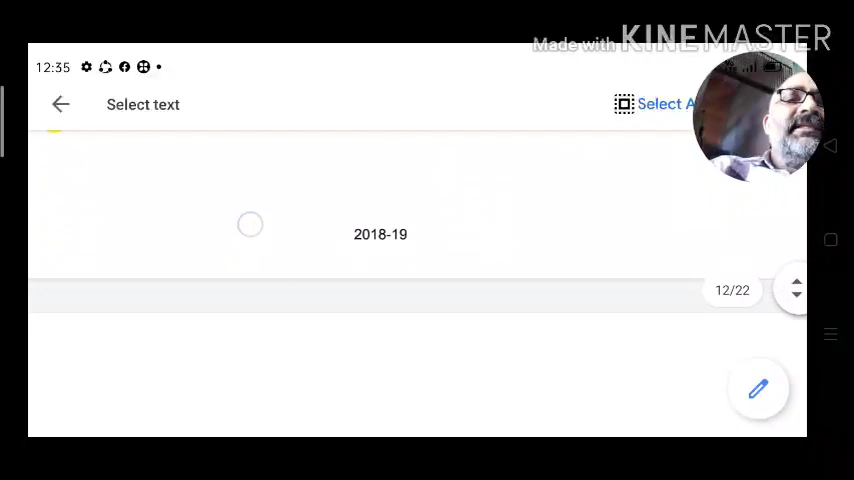 Made with KINEMASTER
12:35
Select text
Select A
2018-19
12/22